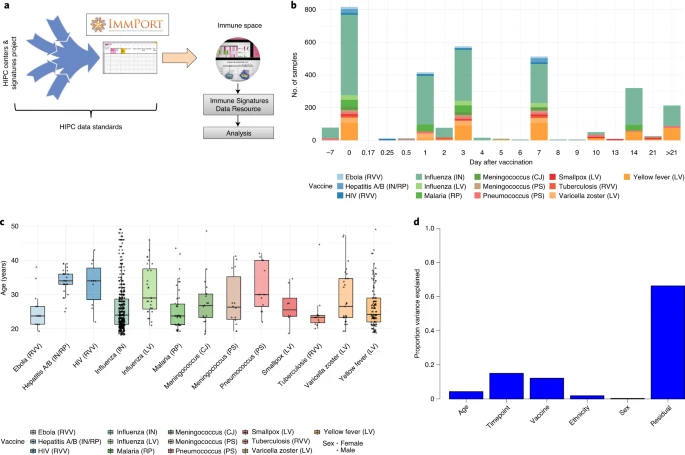 a
HIPC centers &
signatures project
IMMPORT
HIPC data standards
Immune space
Immune Signatures
Data Resource
Analysis
b
No. of samples
800
600
400
200
0
–7 0 0.17 0.25 0.5 1 2 3 4 5 6 7 8 9 10 13 14 21 >21
Day after vaccination
Vaccine
Ebola (RVV)
Hepatitis A/B (IN/RP)
HIV (RVV)
Influenza (IN)
Influenza (LV)
Malaria (RP)
Meningococcus (CJ)
Meningococcus (PS)
Pneumococcus (PS)
Smallpox (LV)
Tuberculosis (RVV)
Varicella zoster (LV)
Yellow fever (LV)
c
Age (years)
50
40
30
20
Ebola (RVV)
Hepatitis A/B (IN/RP)
HIV (RVV)
Influenza (IN)
Influenza (LV)
Malaria (RP)
Meningococcus (CJ)
Meningococcus (PS)
Pneumococcus (PS)
Smallpox (LV)
Tuberculosis (RVV)
Varicella zoster (LV)
Yellow fever (LV)
Vaccine
Ebola (RVV)
Hepatitis A/B (IN/RP)
HIV (RVV)
Influenza (IN)
Influenza (LV)
Malaria (RP)
Meningococcus (CJ)
Meningococcus (PS)
Pneumococcus (PS)
Smallpox (LV)
Tuberculosis (RVV)
Varicella zoster (LV)
Yellow fever (LV)
Sex
Female
Male
d
Proportion variance explained
1.0
0.8
0.6
0.4
0.2
0
Age
Timepoint
Vaccine
Ethnicity
Sex
Residual